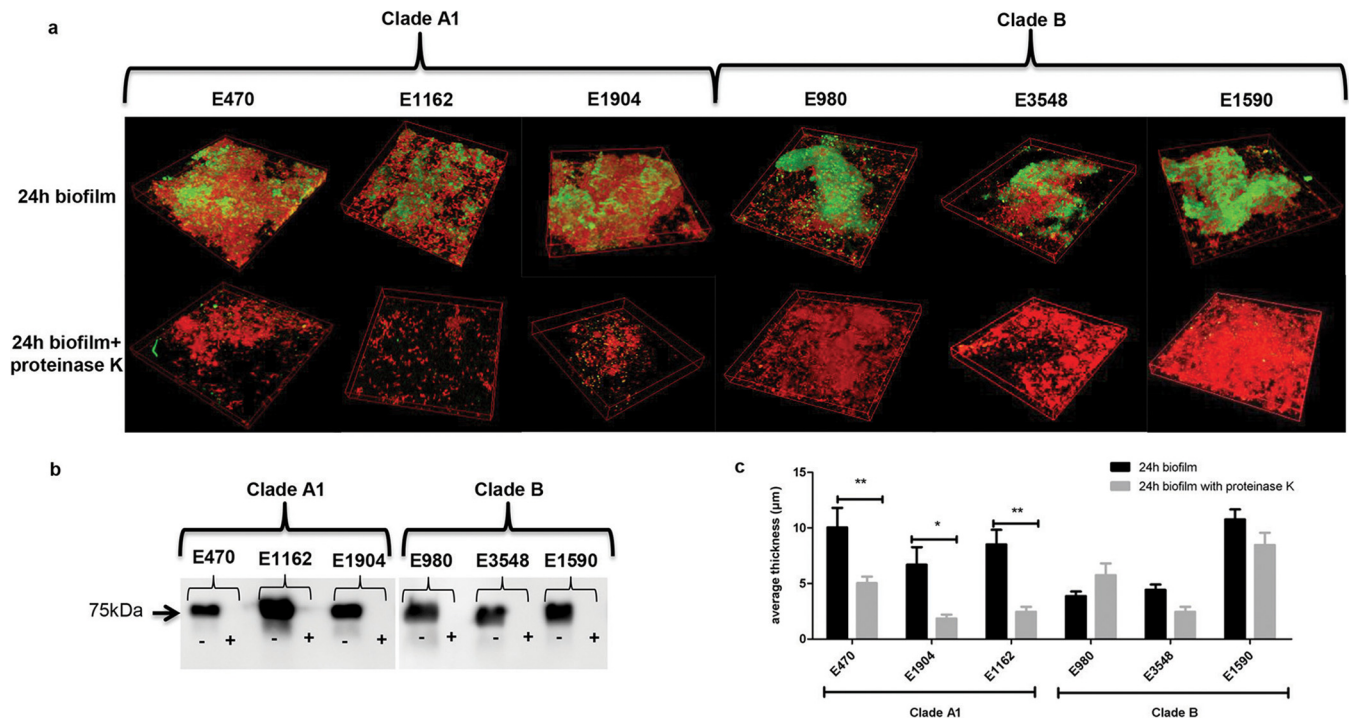 a
Clade A1
Clade B
E470
E1162
E1904
E980
E3548
E1590
24h biofilm
24h biofilm+
proteinase K
b
Clade A1
Clade B
E470
E1162
E1904
E980
E3548
E1590
75kDa
- + - + - + - + - + - +
c
24h biofilm
24h biofilm with proteinase K
average thickness (μm)
15
10
5
0
**
*
**
E470
E1904
E1162
E980
E3548
E1590
Clade A1
Clade B